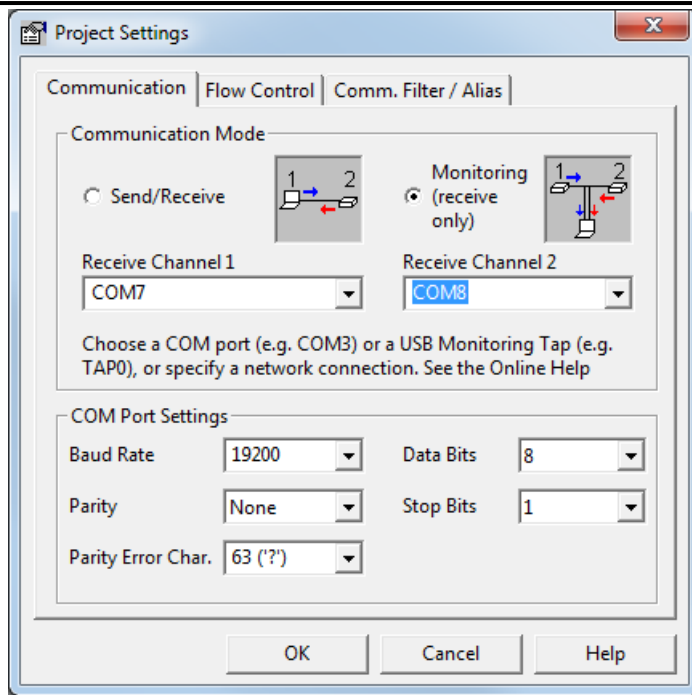 Project Settings
Communication
Flow Control
Comm. Filter / Alias
Communication Mode
Send/Receive
1 2
Monitoring
(receive
only)
1 2
Receive Channel 1
Receive Channel 2
COM7
COM8
Choose a COM port (e.g. COM3) or a USB Monitoring Tap (e.g.
TAP0), or specify a network connection. See the Online Help
COM Port Settings
Baud Rate
19200
Data Bits
8
Parity
None
Stop Bits
1
Parity Error Char.
63 ('?')
OK
Cancel
Help